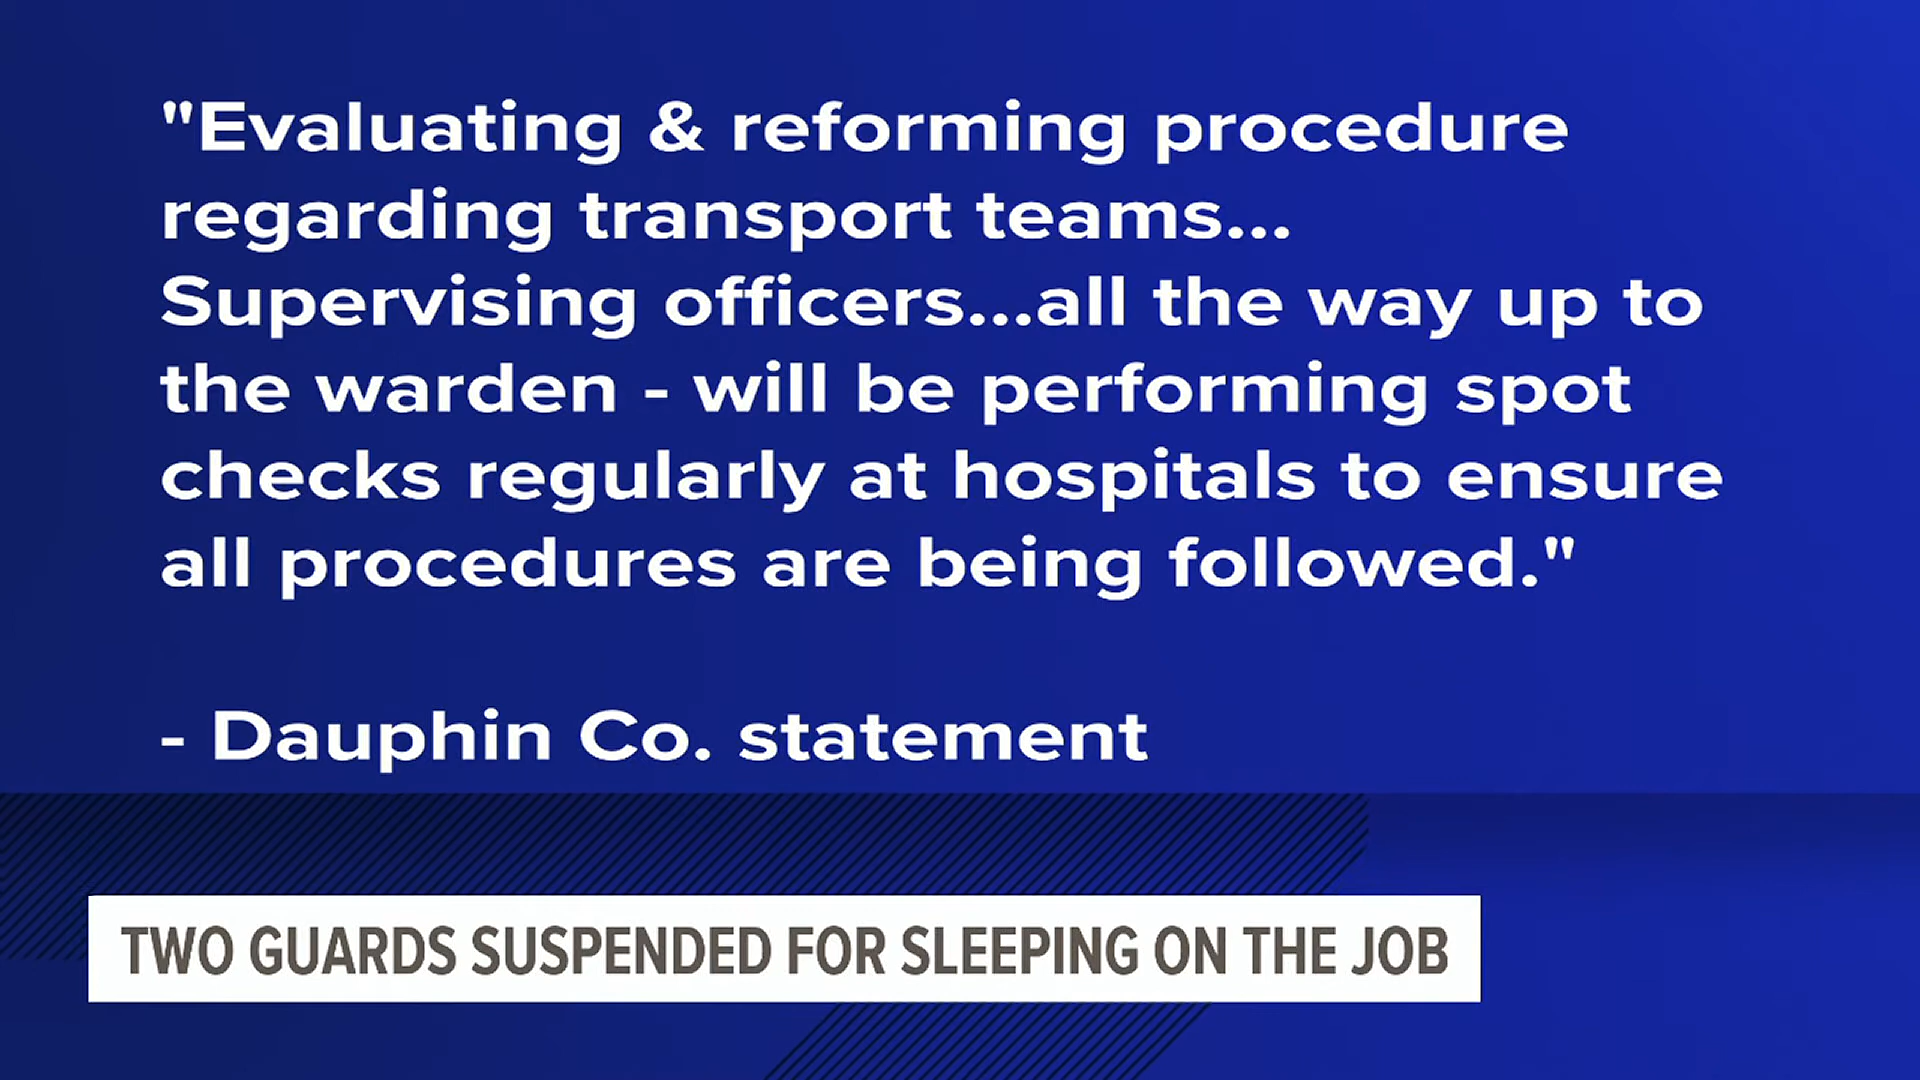 "Evaluating & reforming procedure
regarding transport teams...
Supervising officers...all the way up to
the warden - will be performing spot
checks regularly at hospitals to ensure
all procedures are being followed."
- Dauphin Co. statement
TWO GUARDS SUSPENDED FOR SLEEPING ON THE JOB